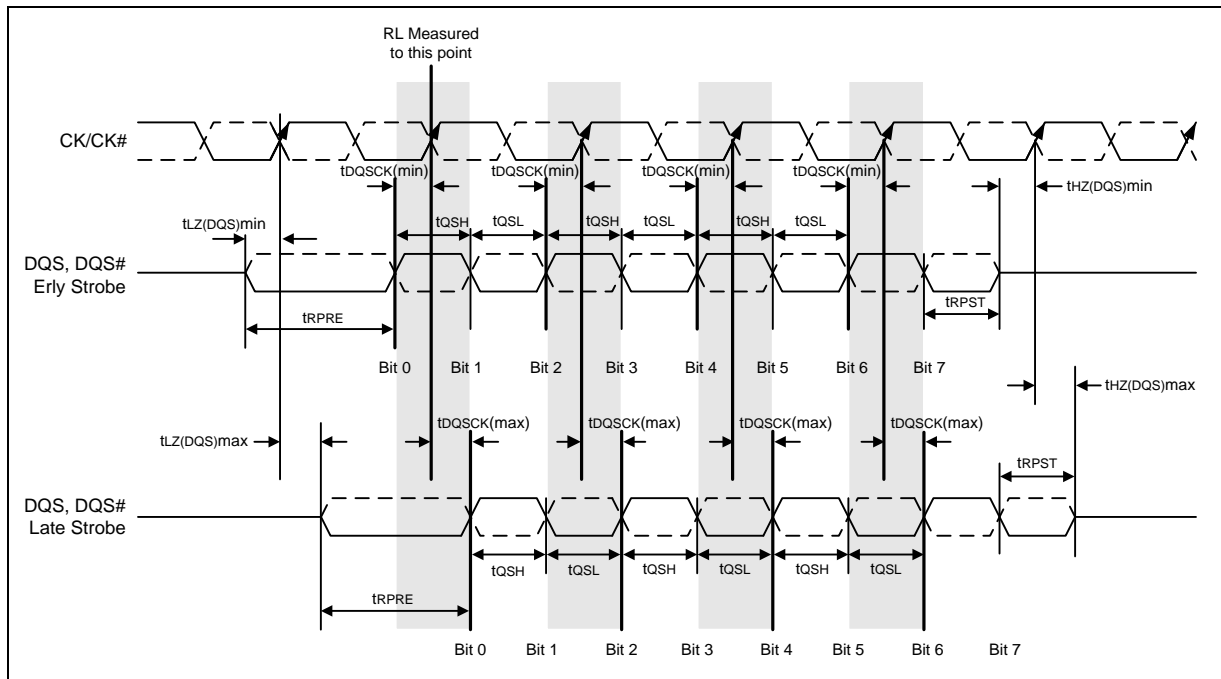 RL Measured
to this point
CK/CK#
tDQSCK(min) tDQSCK(min) tDQSCK(min) tDQSCK(min)
tHZ(DQS)min
tLZ(DQS)min
tQSH tQSL tQSH tQSL tQSH tQSL
DQS, DQS#
Erly Strobe
tRPRE
tRPST
Bit 0 Bit 1 Bit 2 Bit 3 Bit 4 Bit 5 Bit 6 Bit 7
tHZ(DQS)max
tLZ(DQS)max
tDQSCK(max) tDQSCK(max) tDQSCK(max) tDQSCK(max)
tRPST
DQS, DQS#
Late Strobe
tQSH tQSL tQSH tQSL tQSH tQSL
tRPRE
Bit 0 Bit 1 Bit 2 Bit 3 Bit 4 Bit 5 Bit 6 Bit 7